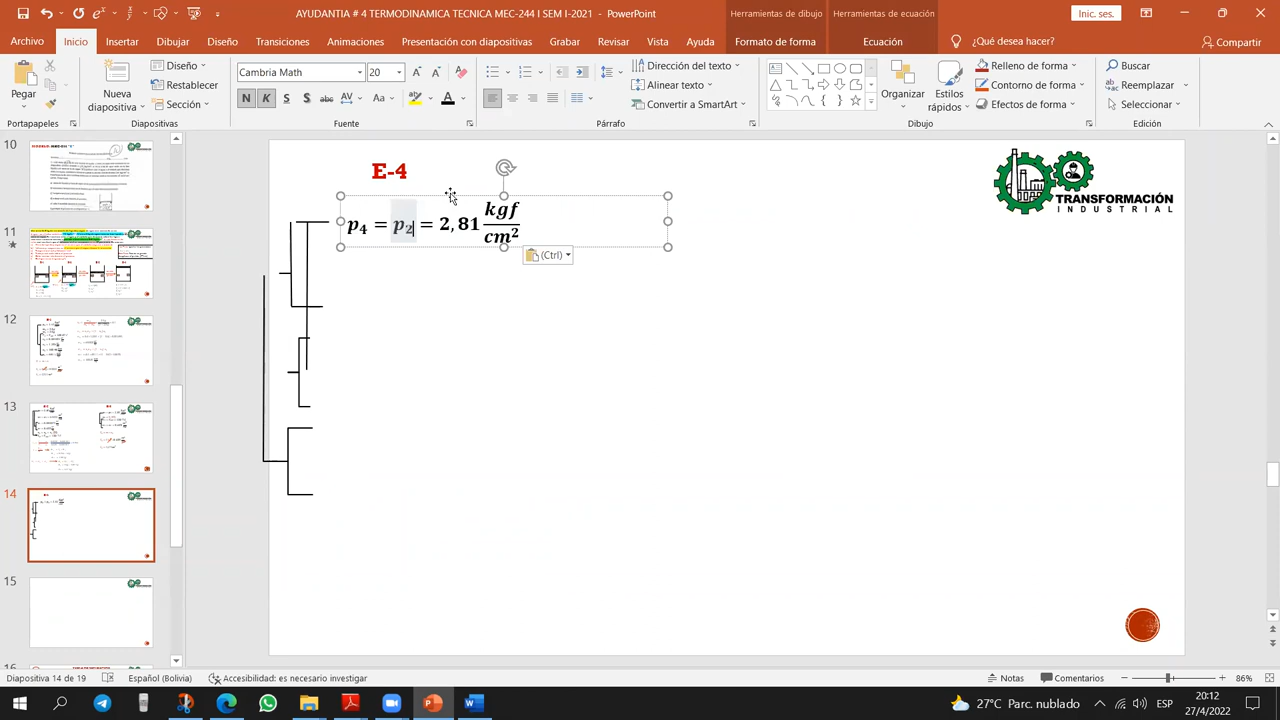 AYUDANTIA # 4 TERMODINAMICA TECNICA MEC-244 I SEM I-2021 - PowerPoint
Herramientas de dibujo
Herramientas de ecuación
Inic. ses.
Archivo Inicio Insertar Dibujar Diseño Transiciones Animaciones Presentación con diapositivas Grabar Revisar Vista Ayuda Formato de forma Ecuación ¿Qué desea hacer? Compartir
Pegar
Nueva diapositiva
Diseño
Restablecer
Sección
Cambria Math 20
N K S S abc AV Aa A
Dirección del texto
Alinear texto
Convertir a SmartArt
Organizar
Estilos rápidos
Relleno de forma
Contorno de forma
Efectos de forma
Buscar
Reemplazar
Seleccionar
Portapapeles Diapositivas Fuente Párrafo Dibujo Edición
10
11
12
13
14
15
E-4
p₄ = p₂ = 2,81 kgf/m²
(Ctrl)
TRANSFORMACIÓN
INDUSTRIAL
Diapositiva 14 de 19 Español (Bolivia) Accesibilidad: es necesario investigar Notas Comentarios 86%
27°C Parc. nublado
20:12
27/4/2022